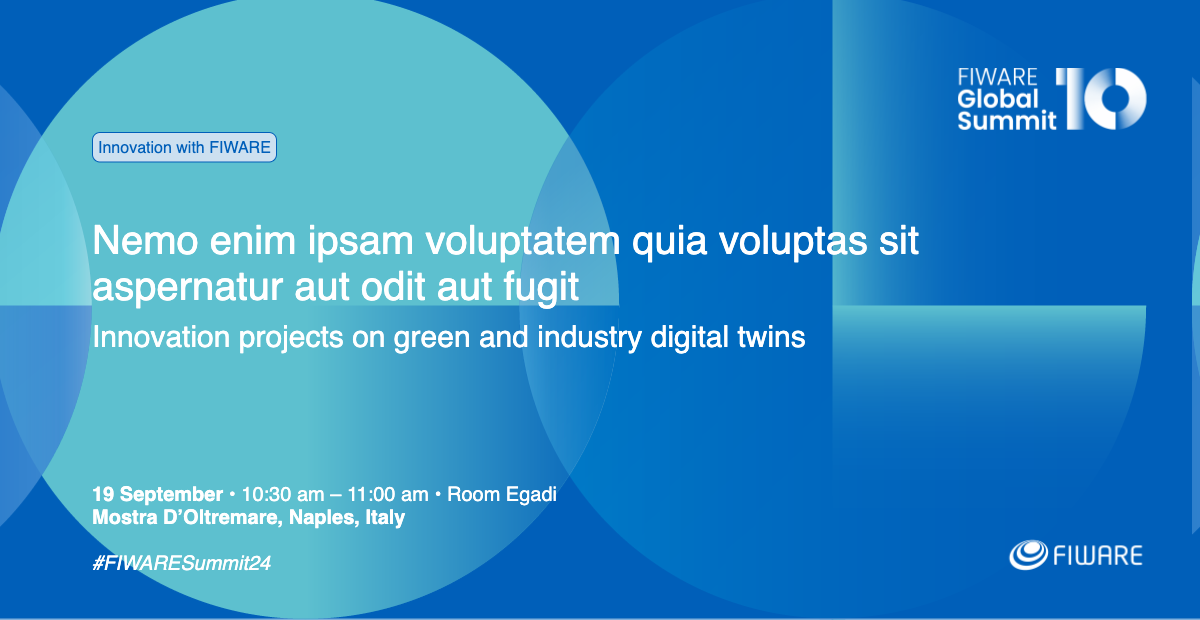 FIWARE
Global
Summit
10
Innovation with FIWARE
Nemo enim ipsam voluptatem quia voluptas sit
aspernatur aut odit aut fugit
Innovation projects on green and industry digital twins
19 September • 10:30 am – 11:00 am • Room Egadi
Mostra D’Oltremare, Naples, Italy
#FIWARESummit24
FIWARE